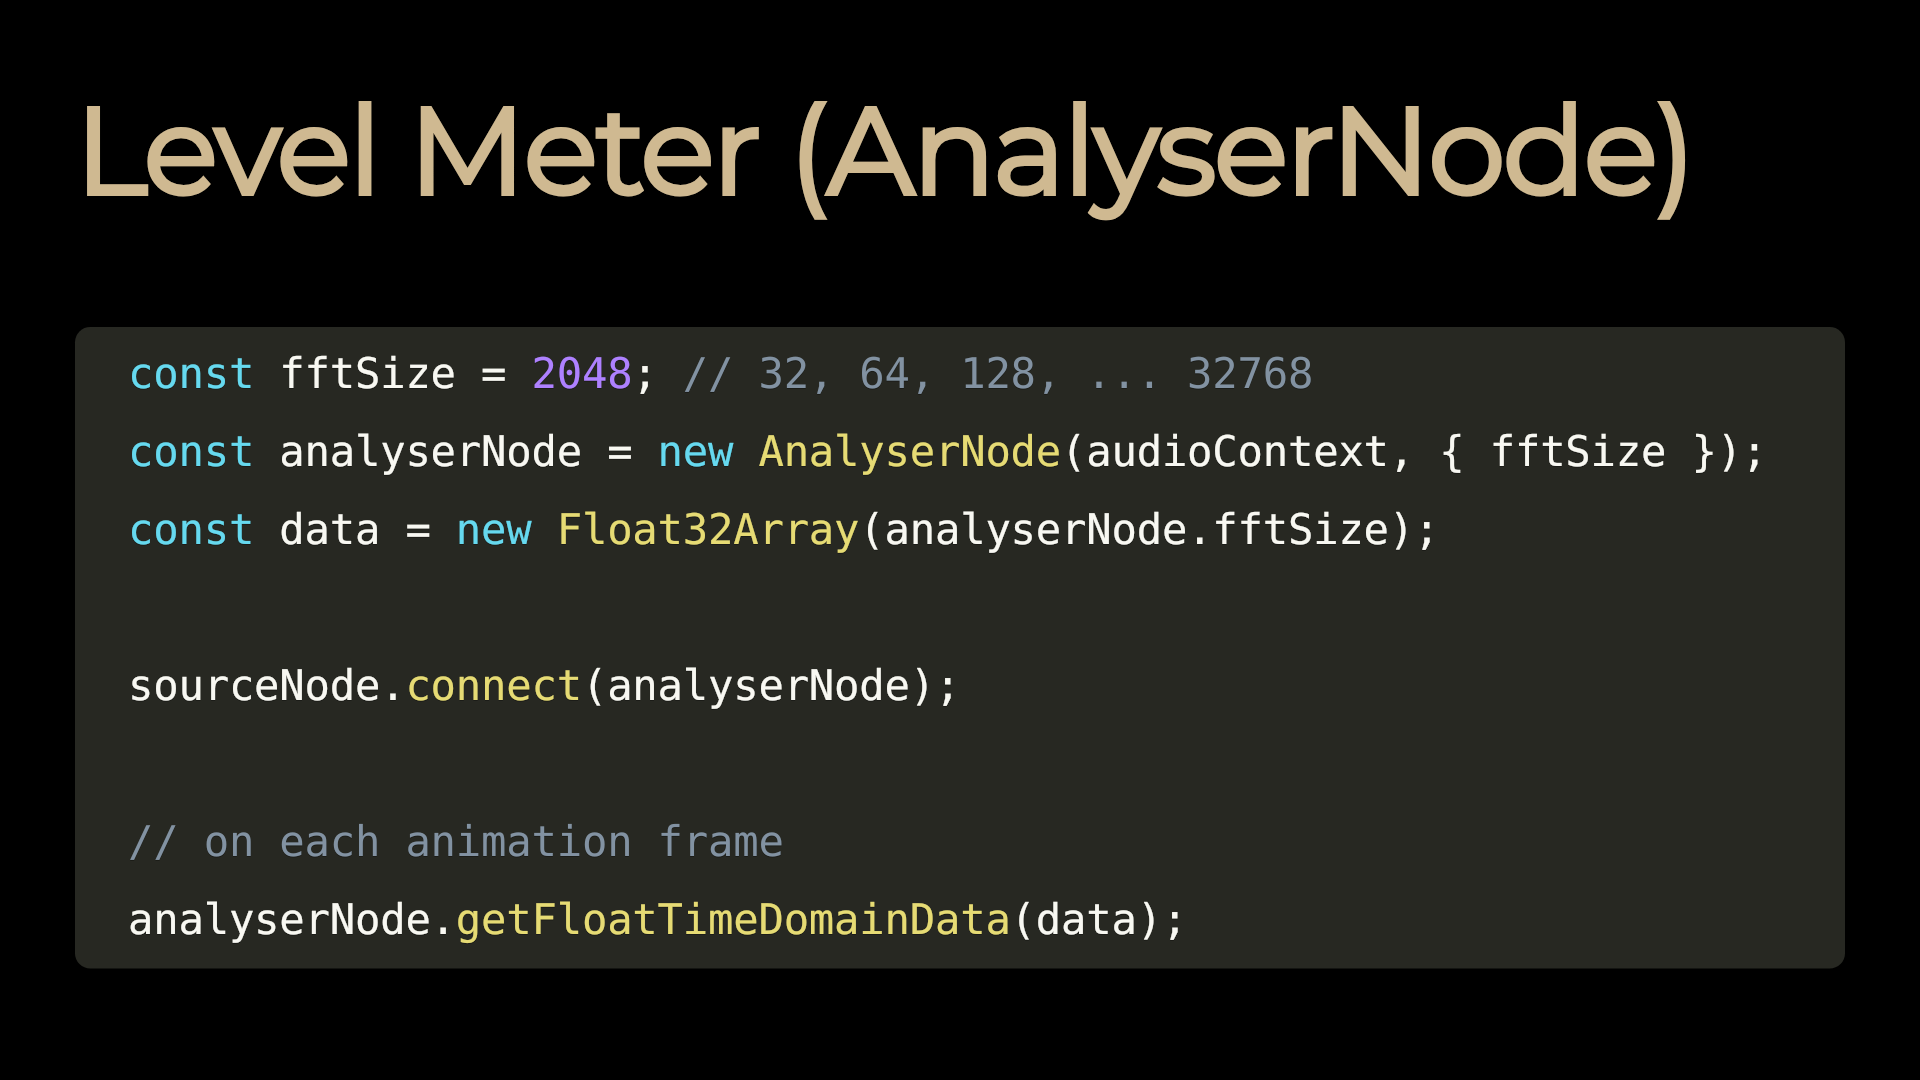 Level Meter (AnalyserNode)
const fftSize = 2048; // 32, 64, 128, ... 32768
const analyserNode = new AnalyserNode(audioContext, { fftSize });
const data = new Float32Array(analyserNode.fftSize);
sourceNode.connect(analyserNode);
// on each animation frame
analyserNode.getFloatTimeDomainData(data);